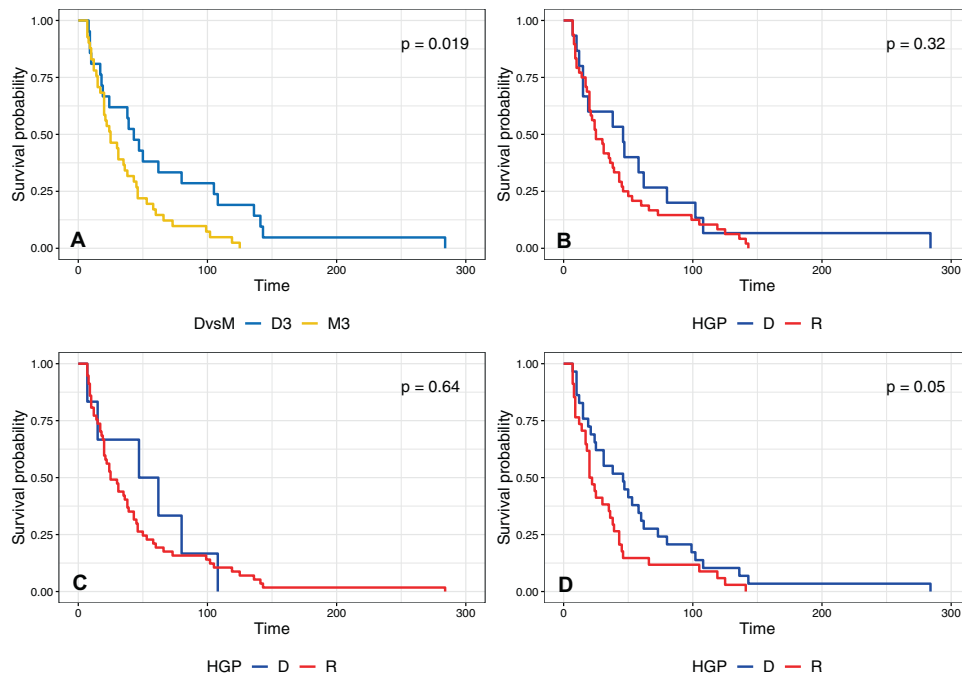 1.00
0.75
0.50
0.25
0.00
Survival probability
p = 0.019
A
0 100 200 300
Time
DvsM D3 M3
1.00
0.75
0.50
0.25
0.00
Survival probability
p = 0.32
B
0 100 200 300
Time
HGP D R
1.00
0.75
0.50
0.25
0.00
Survival probability
p = 0.64
C
0 100 200 300
Time
HGP D R
1.00
0.75
0.50
0.25
0.00
Survival probability
p = 0.05
D
0 100 200 300
Time
HGP D R